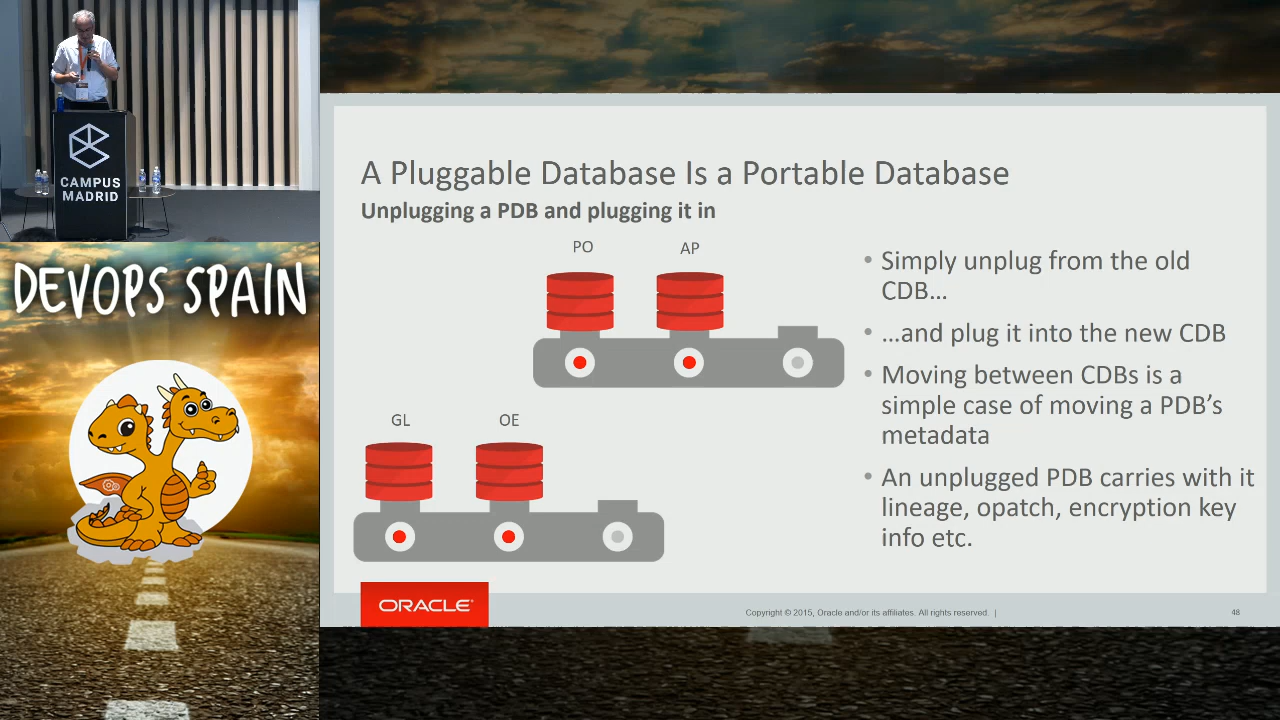 CAMPUS
MADRID
DEVOPS SPAIN
A Pluggable Database Is a Portable Database
Unplugging a PDB and plugging it in
PO
AP
GL
OE
• Simply unplug from the old
CDB…
• …and plug it into the new CDB
• Moving between CDBs is a
simple case of moving a PDB’s
metadata
• An unplugged PDB carries with it
lineage, opatch, encryption key
info etc.
ORACLE®
Copyright © 2015, Oracle and/or its affiliates. All rights reserved. |
48